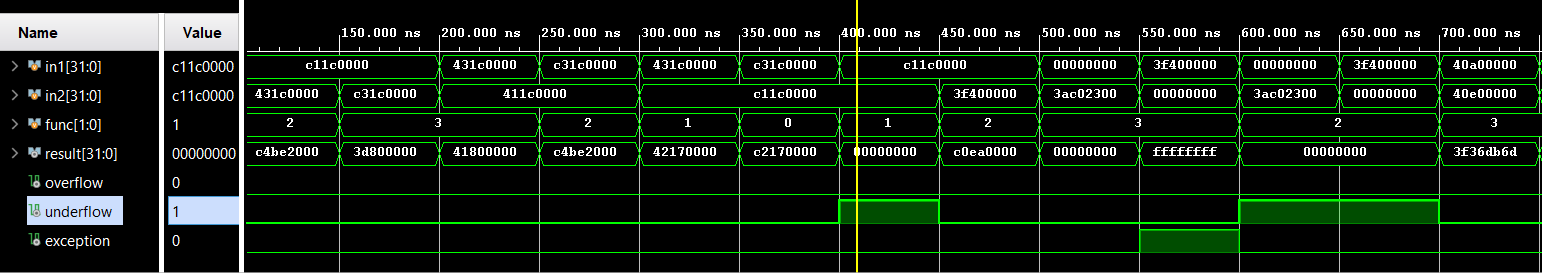 Name Value 150.000 ns 200.000 ns 250.000 ns 300.000 ns 350.000 ns 400.000 ns 450.000 ns 500.000 ns 550.000 ns 600.000 ns 650.000 ns 700.000 ns
in1[31:0] c11c0000 c11c0000 431c0000 c31c0000 431c0000 c31c0000 c11c0000 00000000 3f400000 00000000 3f400000 40a00000
in2[31:0] c11c0000 431c0000 c31c0000 411c0000 c11c0000 3f400000 3ac02300 00000000 3ac02300 00000000 40e00000
func[1:0] 1 2 3 2 1 0 1 2 3 2 3
result[31:0] 00000000 c4be2000 3d800000 41800000 c4be2000 42170000 c2170000 00000000 c0ea0000 00000000 ffffffff 00000000 3f36db6d
overflow 0
underflow 1
exception 0